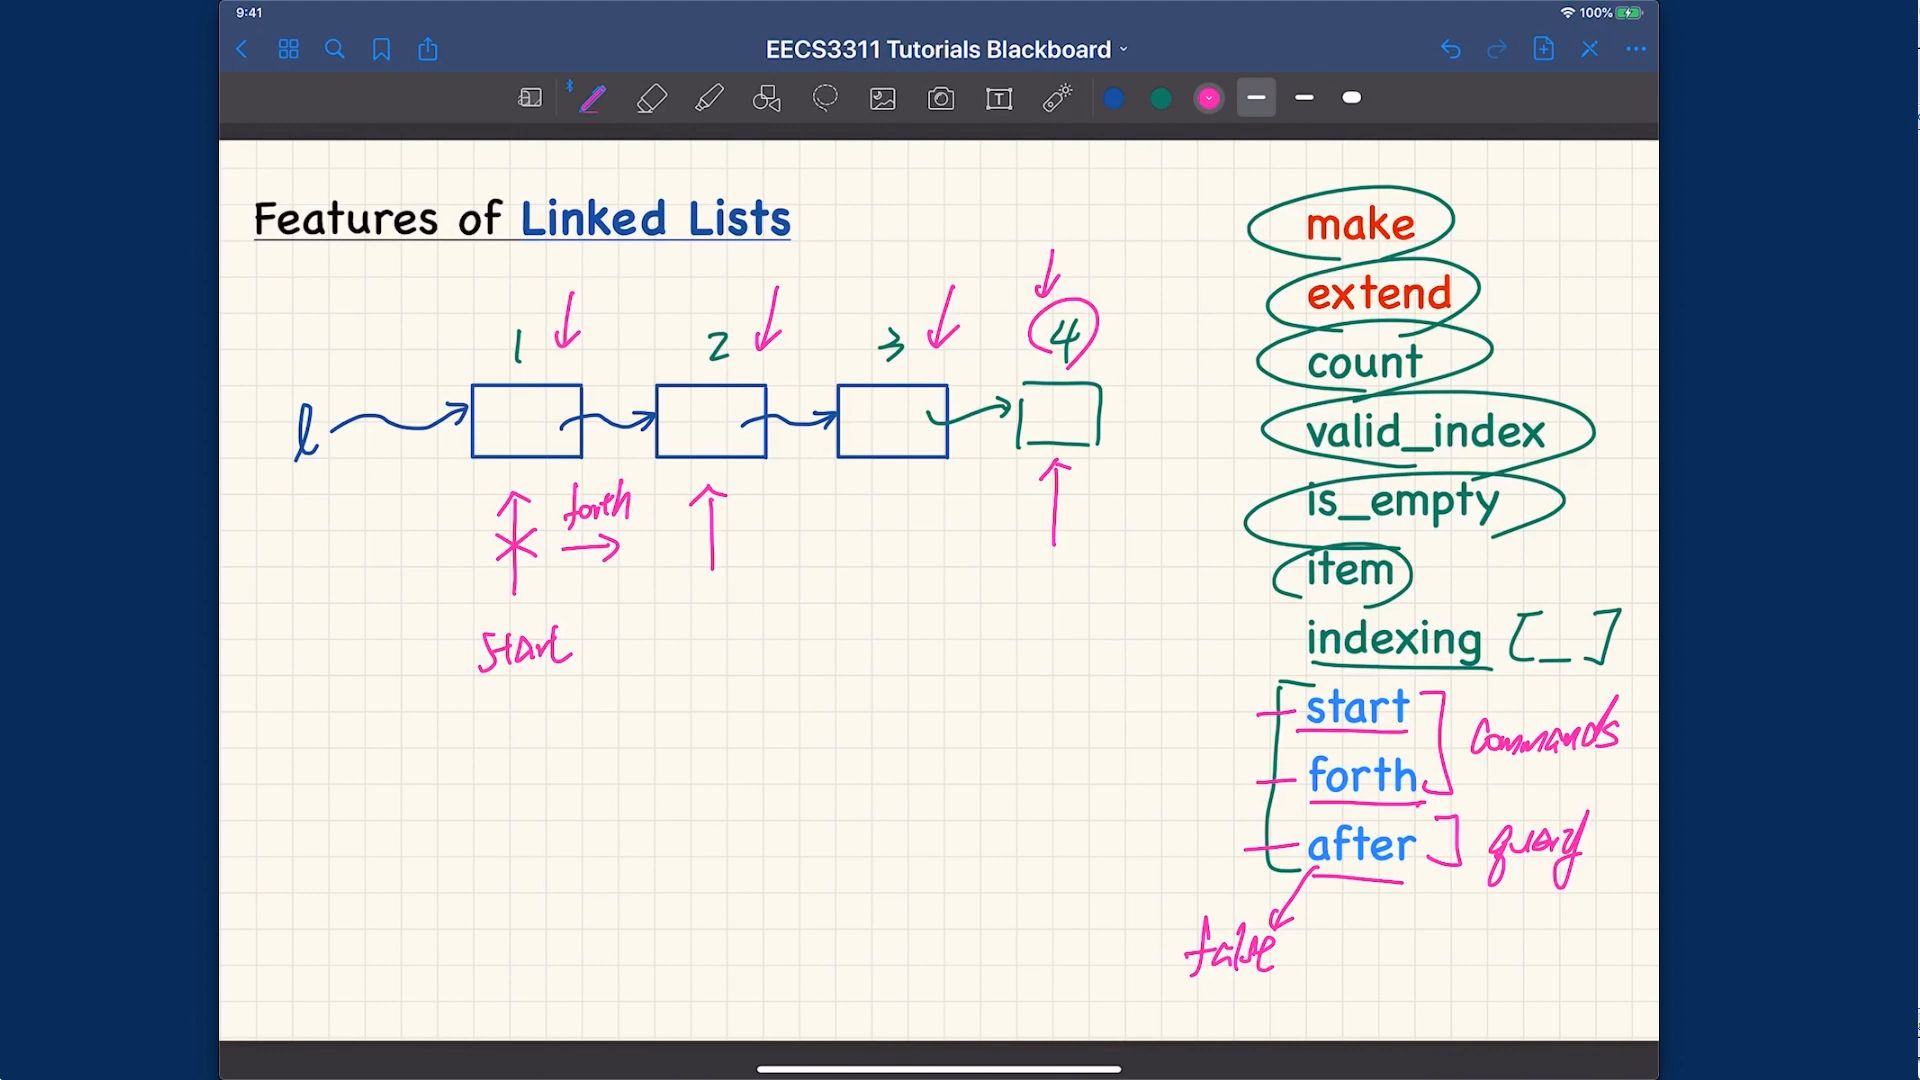 9:41
100%
EECS3311 Tutorials Blackboard
T
Features of Linked Lists
1 2 3 4
l
forth
start
make
extend
count
valid_index
is_empty
item
indexing [_]
start
forth
commands
after
query
false